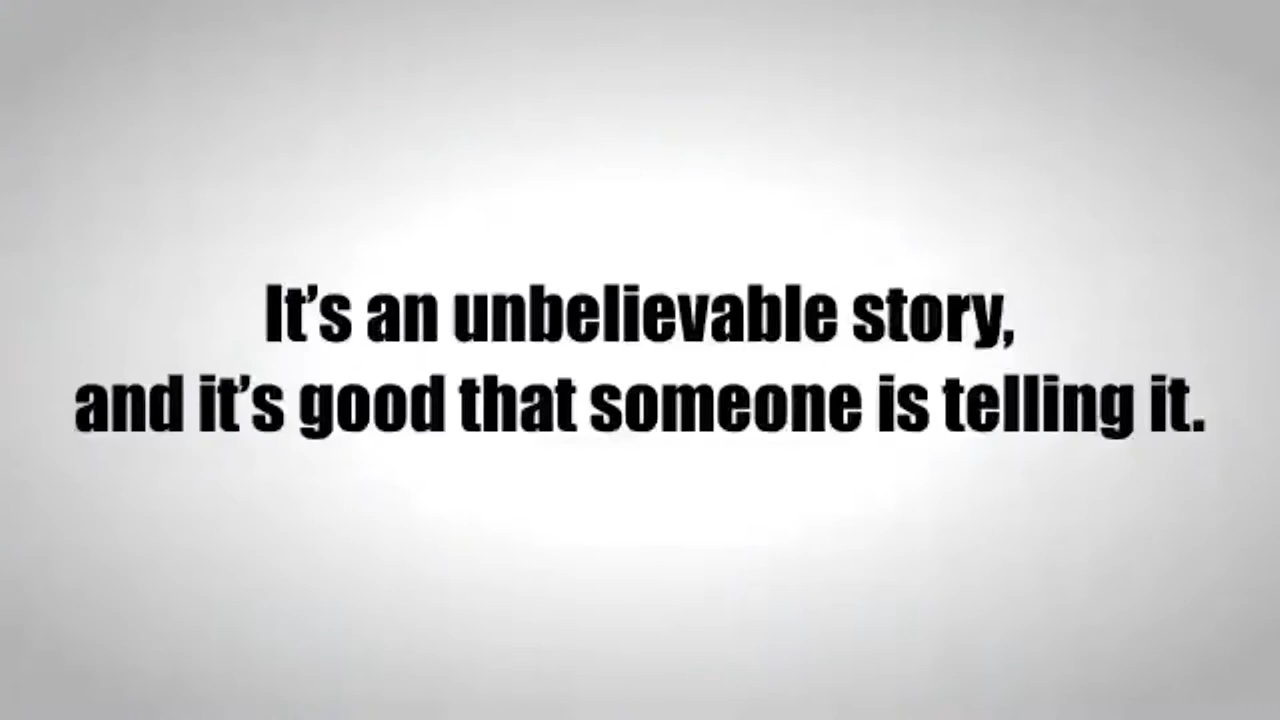 It’s an unbelievable story,
and it’s good that someone is telling it.